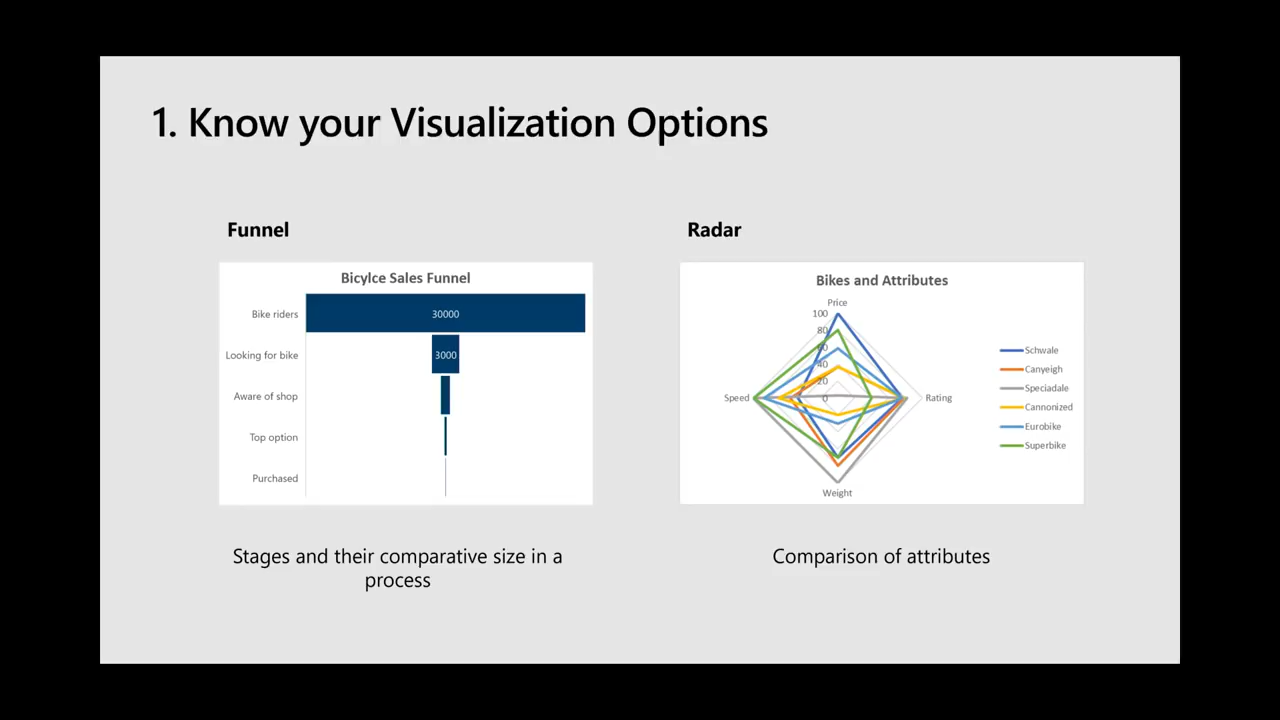 1. Know your Visualization Options
Funnel
Bicylce Sales Funnel
Bike riders
30000
Looking for bike
3000
Aware of shop
Top option
Purchased
Stages and their comparative size in a
process
Radar
Bikes and Attributes
Price
100
80
60
40
20
0
Speed
Rating
Weight
Schwale
Canyeigh
Speciadale
Cannonized
Eurobike
Superbike
Comparison of attributes